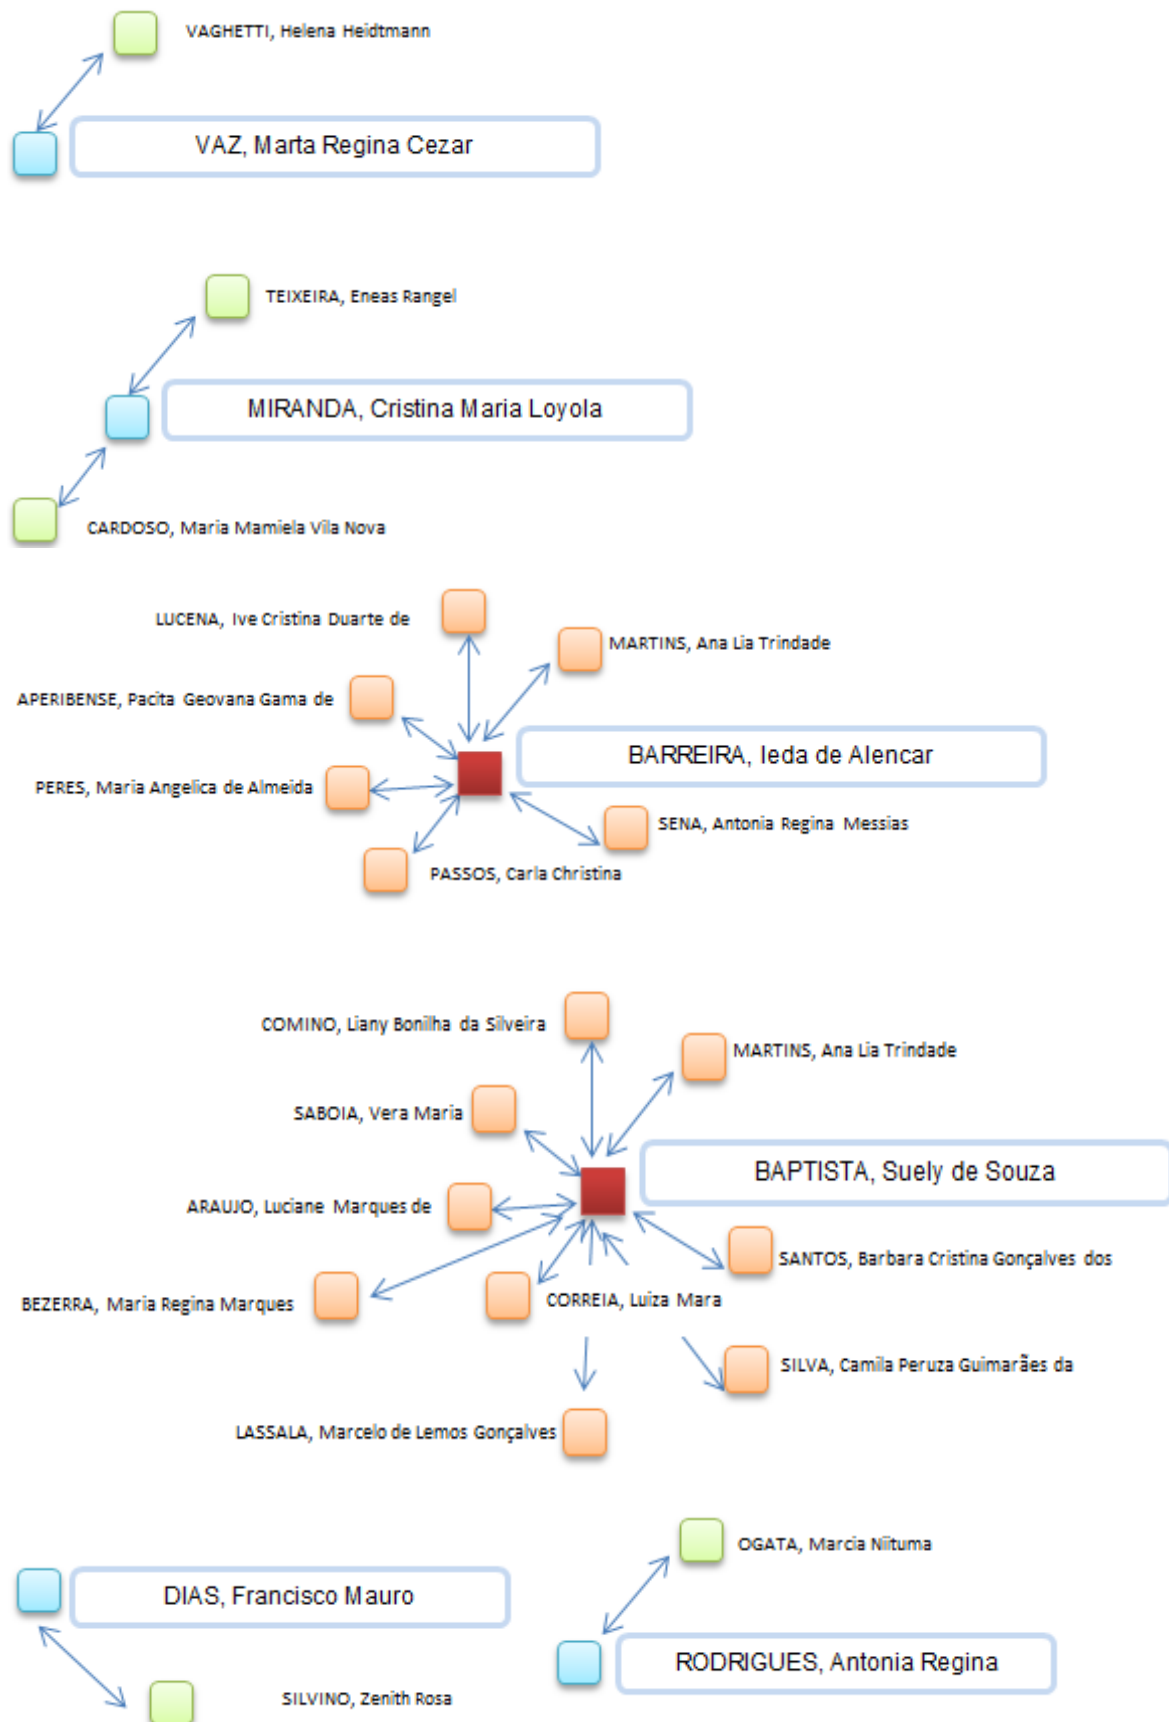 VAGHETTI, Helena Heidtmann
VAZ, Marta Regina Cezar
TEIXEIRA, Eneas Rangel
MIRANDA, Cristina Maria Loyola
CARDOSO, Maria Mamiela Vila Nova
LUCENA, Ive Cristina Duarte de
MARTINS, Ana Lia Trindade
APERIBENSE, Pacita Geovana Gama de
BARREIRA, Ieda de Alencar
PERES, Maria Angelica de Almeida
SENA, Antonia Regina Messias
PASSOS, Carla Christina
COMINO, Liany Bonilha da Silveira
MARTINS, Ana Lia Trindade
SABOIA, Vera Maria
BAPTISTA, Suely de Souza
ARAUJO, Luciane Marques de
SANTOS, Barbara Cristina Gonçalves dos
BEZERRA, Maria Regina Marques
CORREIA, Luiza Mara
SILVA, Camila Peruza Guimarães da
LASSALA, Marcelo de Lemos Gonçalves
OGATA, Marcia Niituma
DIAS, Francisco Mauro
RODRIGUES, Antonia Regina
SILVINO, Zenith Rosa